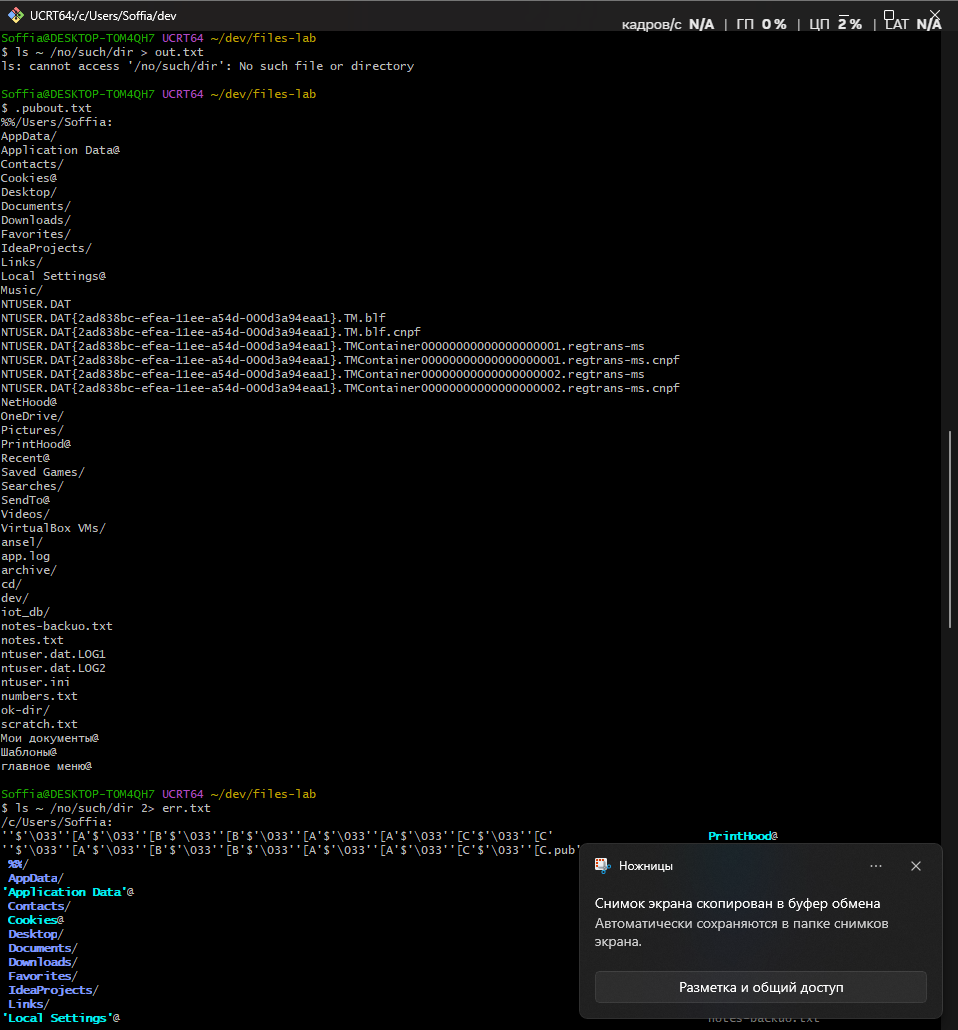 UCRT64:/c/Users/Soffia/dev
кадров/с N/A | ГП 0 % | ЦП 2 % | LAT N/A
Soffia@DESKTOP-TOM4QH7 UCRT64 ~/dev/files-lab
$ ls ~ /no/such/dir > out.txt
ls: cannot access '/no/such/dir': No such file or directory
Soffia@DESKTOP-TOM4QH7 UCRT64 ~/dev/files-lab
$ .pubout.txt
%%/Users/Soffia:
AppData/
Application Data@
Contacts/
Cookies@
Desktop/
Documents/
Downloads/
Favorites/
IdeaProjects/
Links/
Local Settings@
Music/
NTUSER.DAT
NTUSER.DAT{2ad838bc-efea-11ee-a54d-000d3a94eaa1}.TM.blf
NTUSER.DAT{2ad838bc-efea-11ee-a54d-000d3a94eaa1}.TM.blf.cnpf
NTUSER.DAT{2ad838bc-efea-11ee-a54d-000d3a94eaa1}.TMContainer00000000000000000001.regtrans-ms
NTUSER.DAT{2ad838bc-efea-11ee-a54d-000d3a94eaa1}.TMContainer00000000000000000001.regtrans-ms.cnpf
NTUSER.DAT{2ad838bc-efea-11ee-a54d-000d3a94eaa1}.TMContainer00000000000000000002.regtrans-ms
NTUSER.DAT{2ad838bc-efea-11ee-a54d-000d3a94eaa1}.TMContainer00000000000000000002.regtrans-ms.cnpf
NetHood@
OneDrive/
Pictures/
PrintHood@
Recent@
Saved Games/
Searches/
SendTo@
Videos/
VirtualBox VMs/
ansel/
app.log
archive/
cd/
dev/
iot_db/
notes-backuo.txt
notes.txt
ntuser.dat.LOG1
ntuser.dat.LOG2
ntuser.ini
numbers.txt
ok-dir/
scratch.txt
Мои документы@
Шаблоны@
главное меню@
Soffia@DESKTOP-TOM4QH7 UCRT64 ~/dev/files-lab
$ ls ~ /no/such/dir 2> err.txt
/c/Users/Soffia:
''$'\033''[A'$'\033''[B'$'\033''[B'$'\033''[A'$'\033''[A'$'\033''[C'$'\033''[C' PrintHood@
''$'\033''[A'$'\033''[B'$'\033''[B'$'\033''[A'$'\033''[A'$'\033''[C'$'\033''[C.pub'
%%/
AppData/
'Application Data'@
Contacts/
Cookies@
Desktop/
Documents/
Downloads/
Favorites/
IdeaProjects/
Links/
'Local Settings'@
Ножницы
Снимок экрана скопирован в буфер обмена
Автоматически сохраняются в папке снимков
экрана.
Разметка и общий доступ
notes-backuo.txt